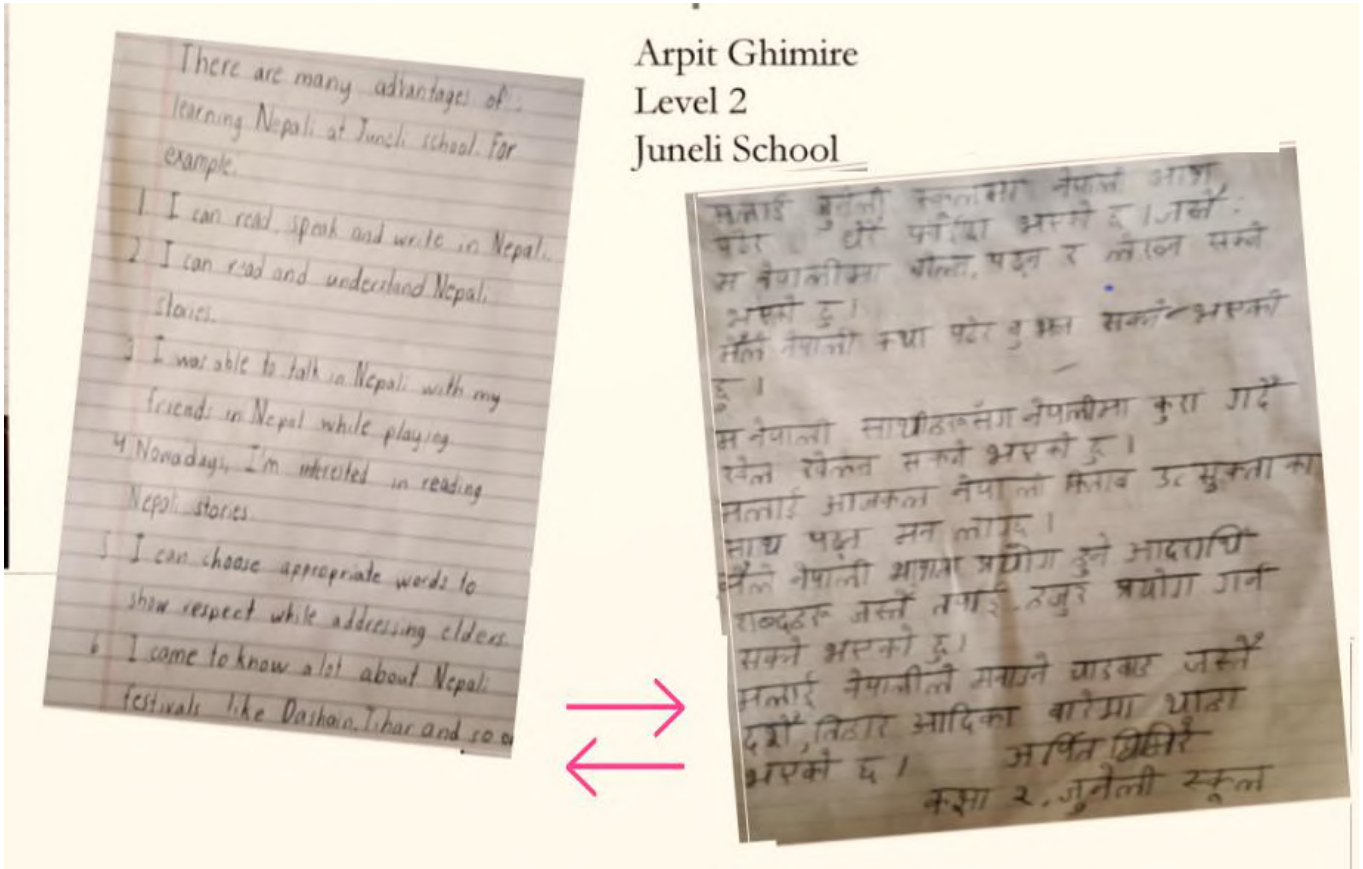 Arpit Ghimire
Level 2
Juneli School
There are many advantages of
learning Nepali at Juneli school. For
example.
1 I can read, speak and write in Nepali.
2 I can read and understand Nepali
stories.
3 I was able to talk in Nepali with my
friends in Nepal while playing
4 Nowadays, I'm interested in reading
Nepali stories.
5 I can choose appropriate words to
show respect while addressing elders.
6 I came to know a lot about Nepali
festivals like Dashain, Tihar and so o
मलाई जुनेली स्कूलमा नेपाली भाषा
पढेर धेरै फाईदा भएको छ । जस्तै :
म नेपालीमा बोल्न, पढ्न र लेख्न सक्ने
भएको छु ।
मैले नेपाली कथा पढेर बुझ्न सक्ने भएको
छु ।
म नेपाली साथीहरूसंग नेपालीमा कुरा गर्दै
खेल खेल्न सक्ने भएको छु ।
मलाई आजकल नेपाली किताब उत्सुकताका
साथ पढ्न मन लाग्छ ।
मैले नेपाली भाषामा प्रयोग हुने आदरार्थि
शब्दहरू जस्तै तपाई, हजुर प्रयोग गर्न
सक्ने भएको छु ।
मलाई नेपालीले मनाउने चाडबाड जस्तै
दशैं, तिहार आदिका बारेमा थाहा
भएको छ । अर्पित घिमिरे
कक्षा २, जुनेली स्कूल